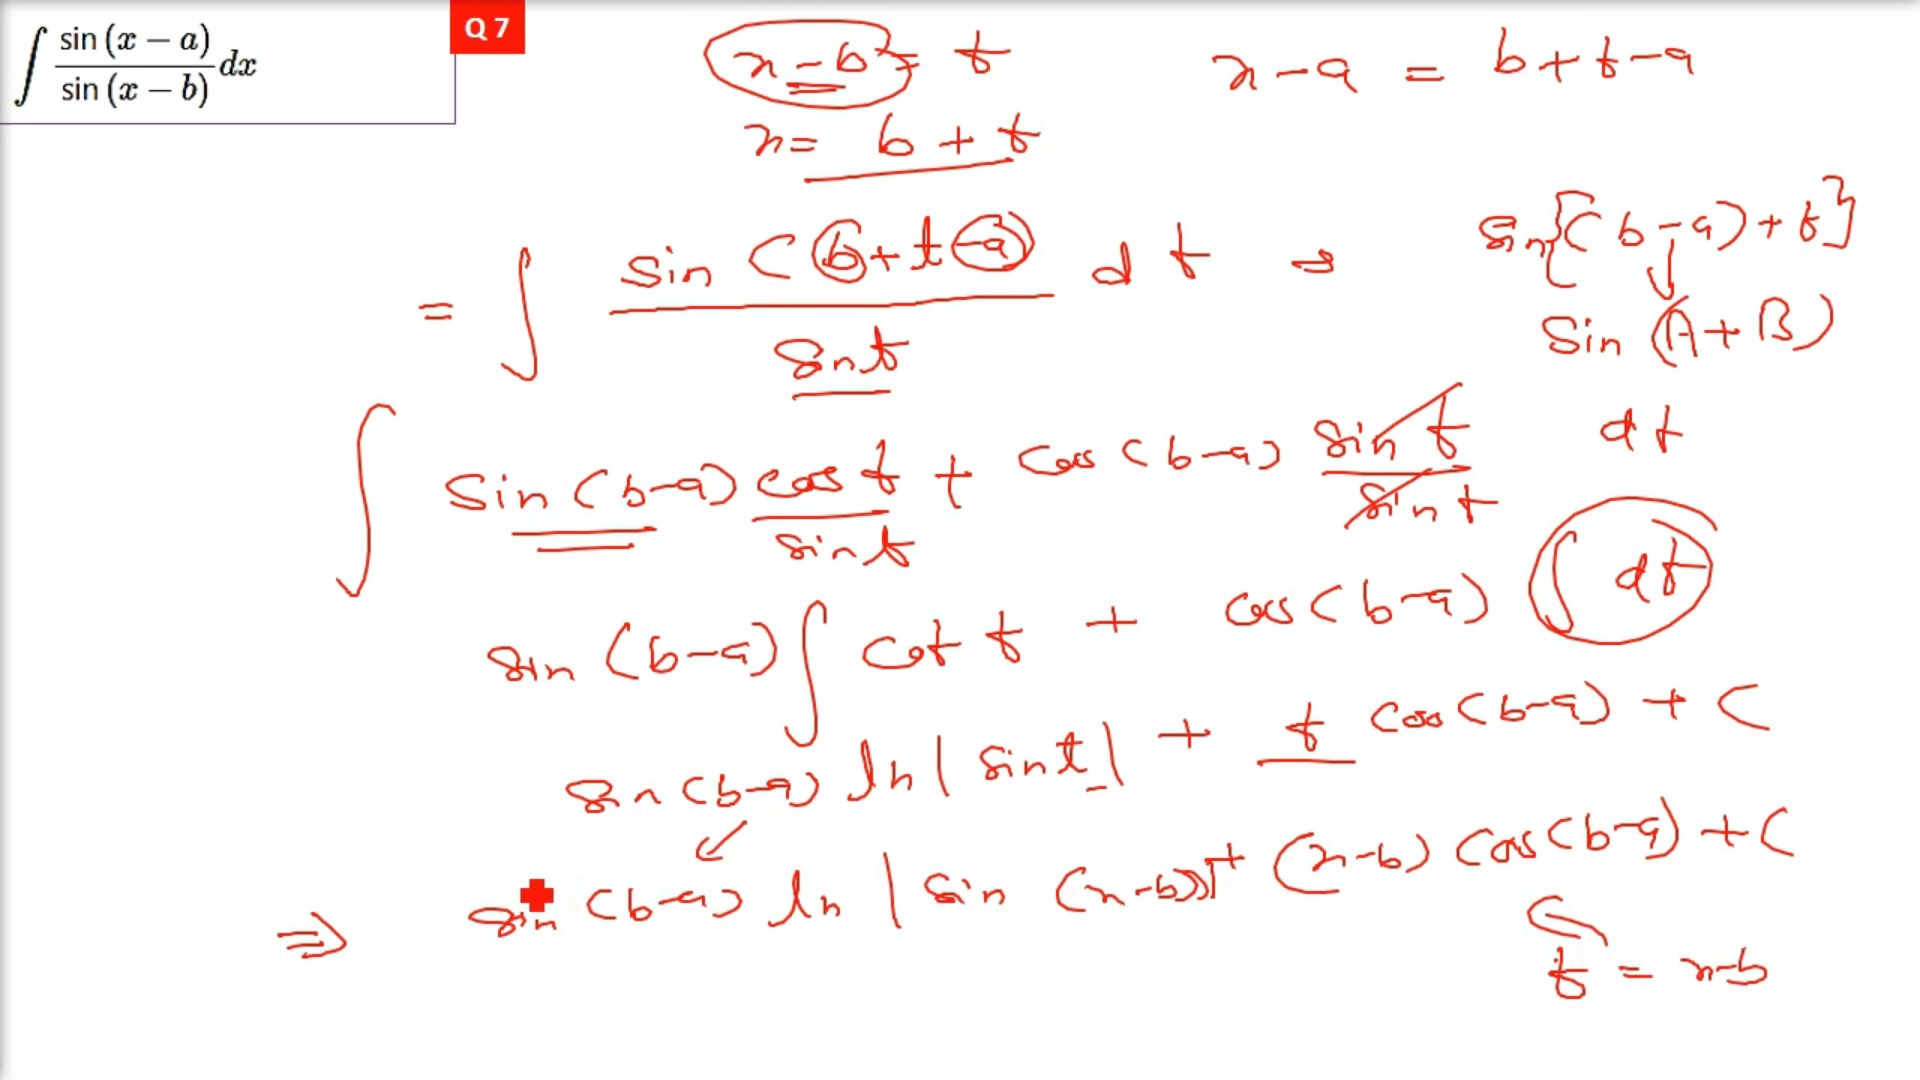 ∫ sin (x − a) / sin (x − b) dx
Q 7
x - b = t
x - a = b + t - a
x = b + t
= ∫ sin (b + t - a) / sin t dt ⇒ sin{(b - a) + t}
Sin (A + B)
∫ sin (b-a) cos t / sin t + cos (b-a) sin t / sin t dt
sin (b-a) ∫ cot t + cos (b-a) ∫ dt
sin (b-a) ln | sin t | + t cos (b-a) + C
⇒ sin (b-a) ln | sin (x-b)| + (x-b) cos (b-a) + C
t = x-b